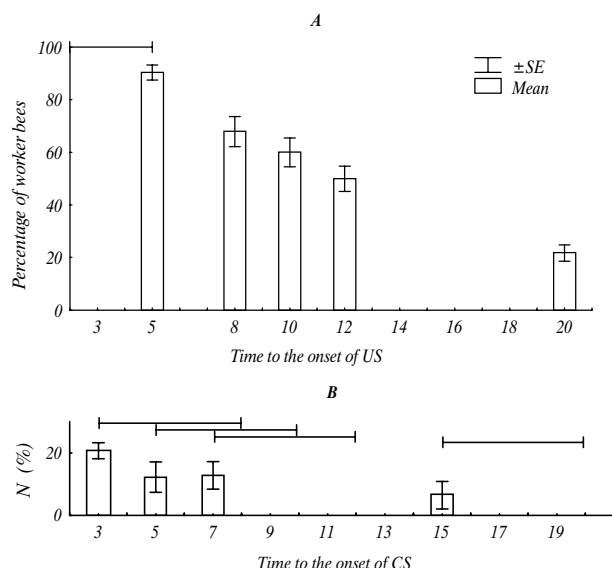 A
Percentage of worker bees
100
80
60
40
20
0
±SE
Mean
3 5 8 10 12 14 16 18 20
Time to the onset of US
B
N (%)
20
0
3 5 7 9 11 13 15 17 19
Time to the onset of CS